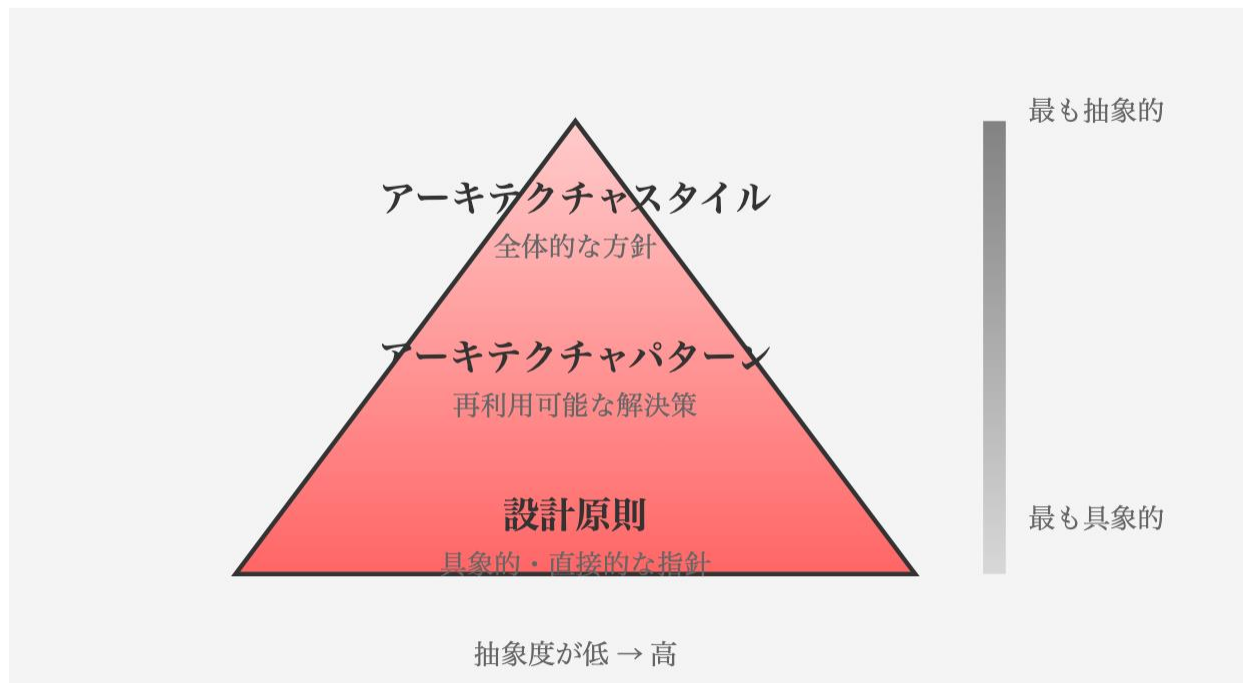 最も抽象的
アーキテクチャスタイル
全体的な方針
アーキテクチャパターン
再利用可能な解決策
設計原則
最も具象的
具象的・直接的な指針
抽象度が低 → 高